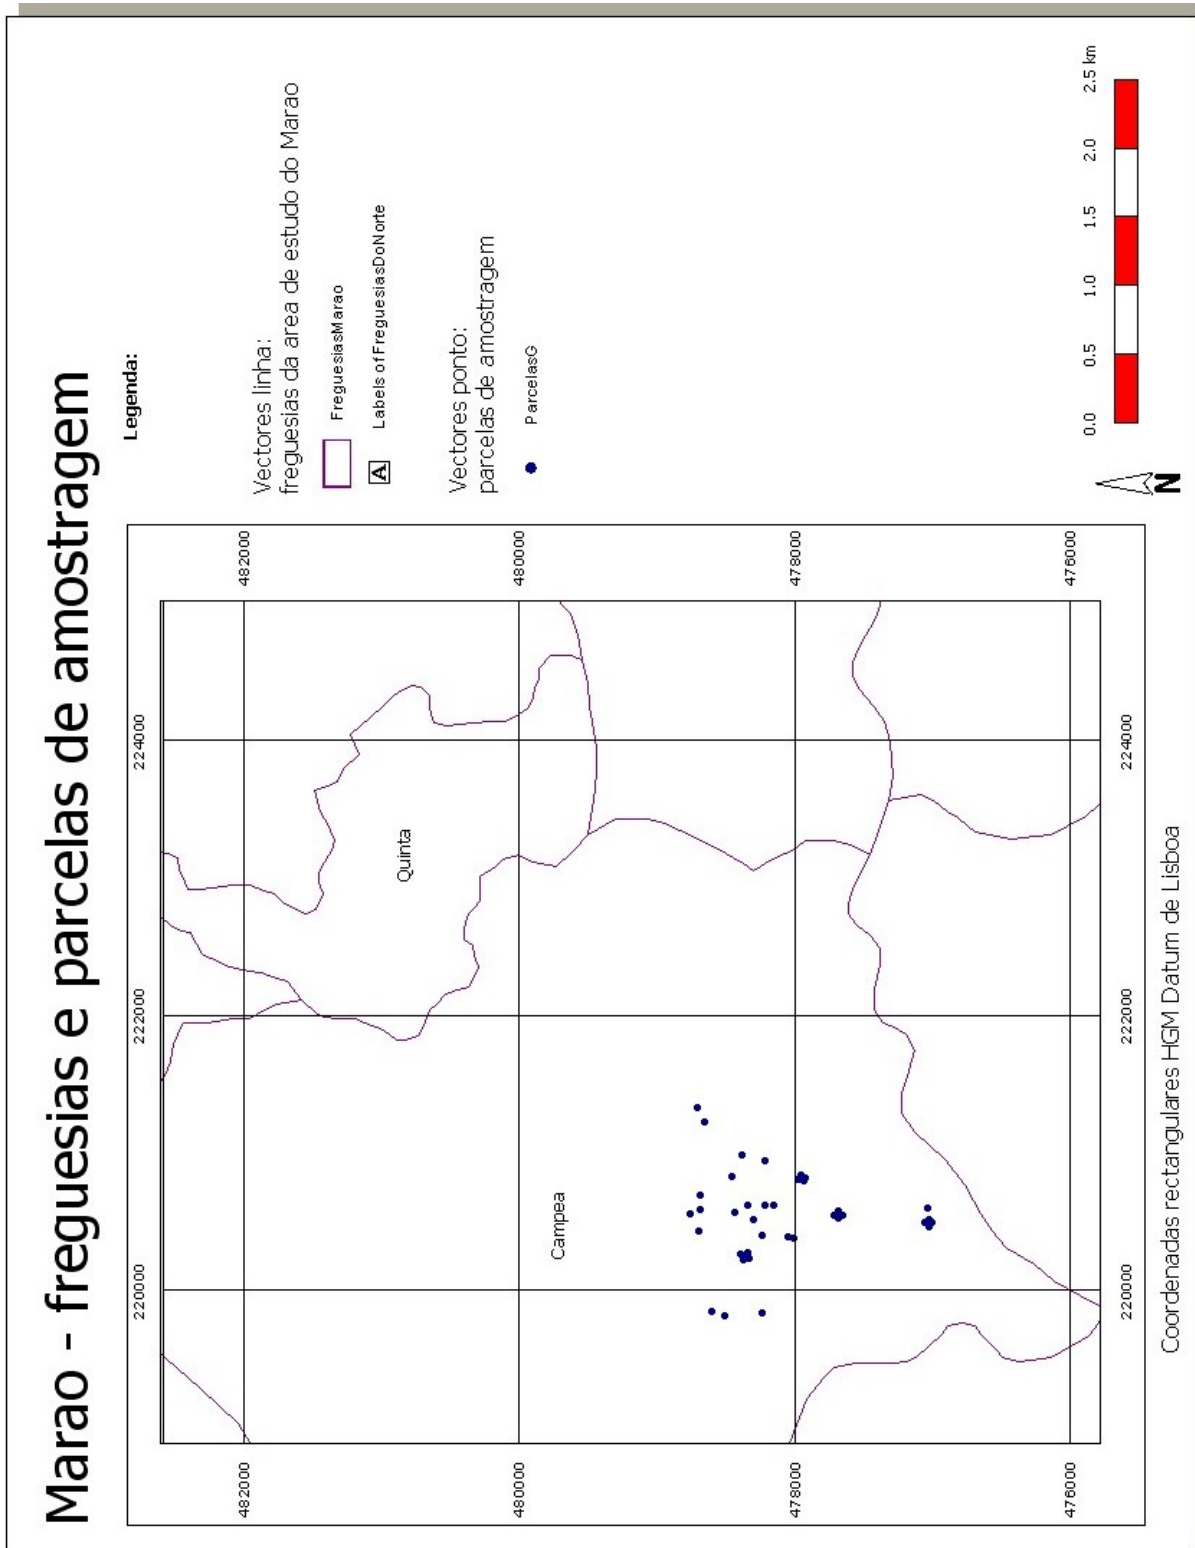 Marao - freguesias e parcelas de amostragem
Legenda:
Vectores linha:
freguesias da area de estudo do Marao
FreguesiasMarao
A
Labels of FreguesiasDoNorte
Vectores ponto:
parcelas de amostragem
ParcelasG
220000
222000
224000
482000
482000
480000
480000
478000
478000
476000
476000
Quinta
Campea
220000
222000
224000
N
0.0
0.5
1.0
1.5
2.0
2.5 km
Coordenadas rectangulares HGM Datum de Lisboa